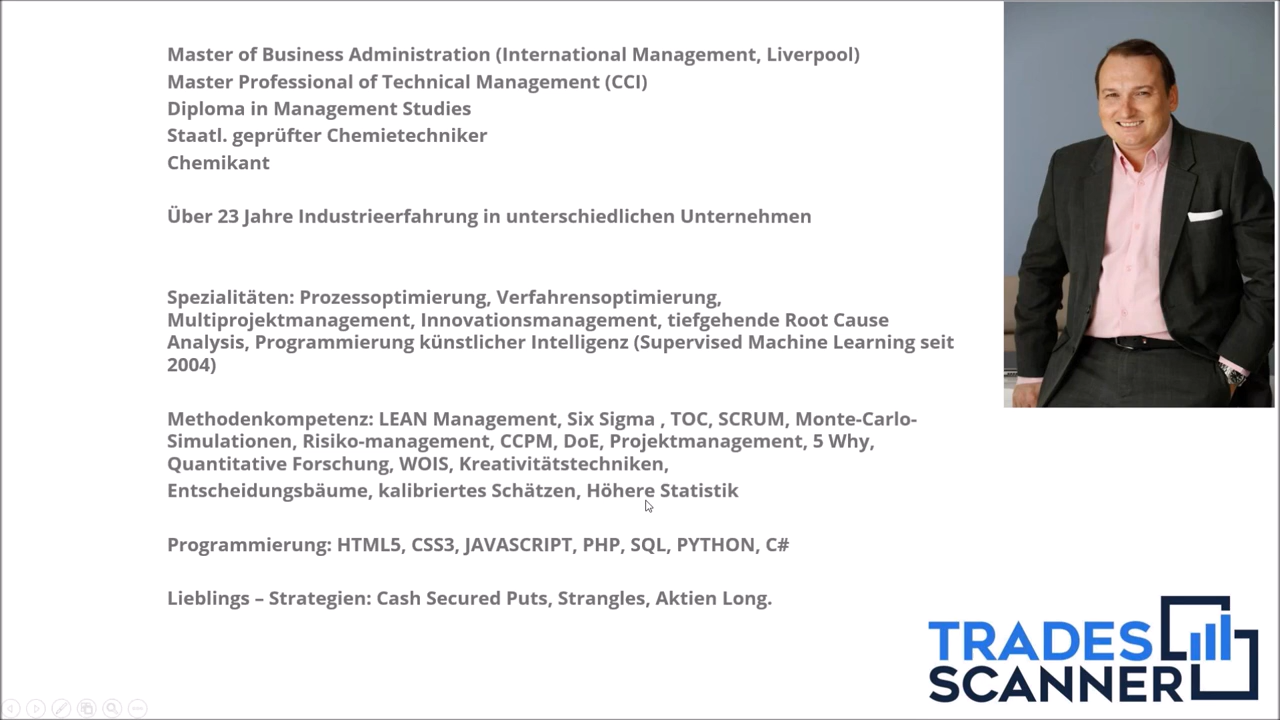 Master of Business Administration (International Management, Liverpool)
Master Professional of Technical Management (CCI)
Diploma in Management Studies
Staatl. geprüfter Chemietechniker
Chemikant
Über 23 Jahre Industrieerfahrung in unterschiedlichen Unternehmen
Spezialitäten: Prozessoptimierung, Verfahrensoptimierung,
Multiprojektmanagement, Innovationsmanagement, tiefgehende Root Cause
Analysis, Programmierung künstlicher Intelligenz (Supervised Machine Learning seit
2004)
Methodenkompetenz: LEAN Management, Six Sigma , TOC, SCRUM, Monte-Carlo-
Simulationen, Risiko-management, CCPM, DoE, Projektmanagement, 5 Why,
Quantitative Forschung, WOIS, Kreativitätstechniken,
Entscheidungsbäume, kalibriertes Schätzen, Höhere Statistik
Programmierung: HTML5, CSS3, JAVASCRIPT, PHP, SQL, PYTHON, C#
Lieblings – Strategien: Cash Secured Puts, Strangles, Aktien Long.
TRADES
SCANNER